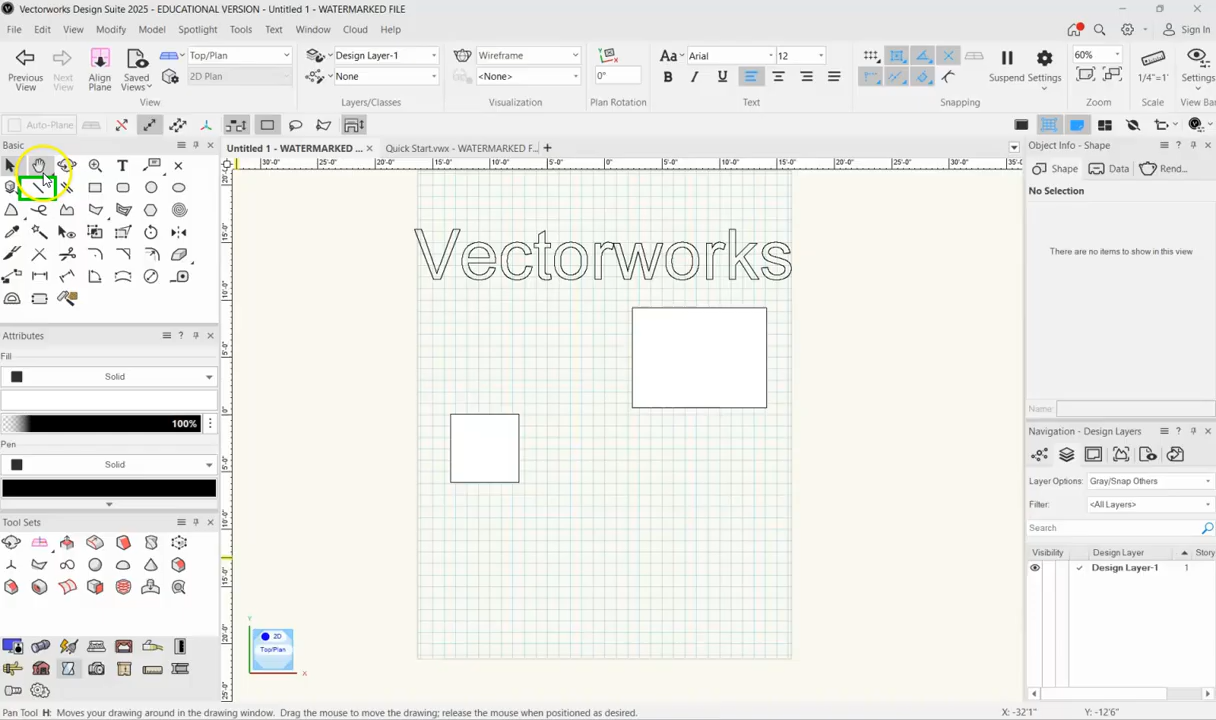 Vectorworks Design Suite 2025 - EDUCATIONAL VERSION - Untitled 1 - WATERMARKED FILE
File Edit View Modify Model Spotlight Tools Text Window Cloud Help
Sign In
Top/Plan
Design Layer-1
Wireframe
Aa Arial 12
60%
Previous View
Next View
Align Plane
Saved Views
2D Plan
None
<None>
0°
B I U
Suspend
Settings
1/4"=1'
Settings
View
Layers/Classes
Visualization
Plan Rotation
Text
Snapping
Zoom
Scale
View Bar
Auto-Plane
Basic
Untitled 1 - WATERMARKED ...
Quick Start.vwx - WATERMARKED F...
Object Info - Shape
Shape
Data
Rend...
No Selection
There are no items to show in this view
Vectorworks
Attributes
Fill
Solid
100%
Pen
Solid
Name:
Navigation - Design Layers
Layer Options: Gray/Snap Others
Filter: <All Layers>
Search
Visibility Design Layer Story
Design Layer-1 1
Tool Sets
Y
2D
Top/Plan
X
Pan Tool H: Moves your drawing around in the drawing window. Drag the mouse to move the drawing; release the mouse when positioned as desired.
X: -32'1" Y: -12'6"